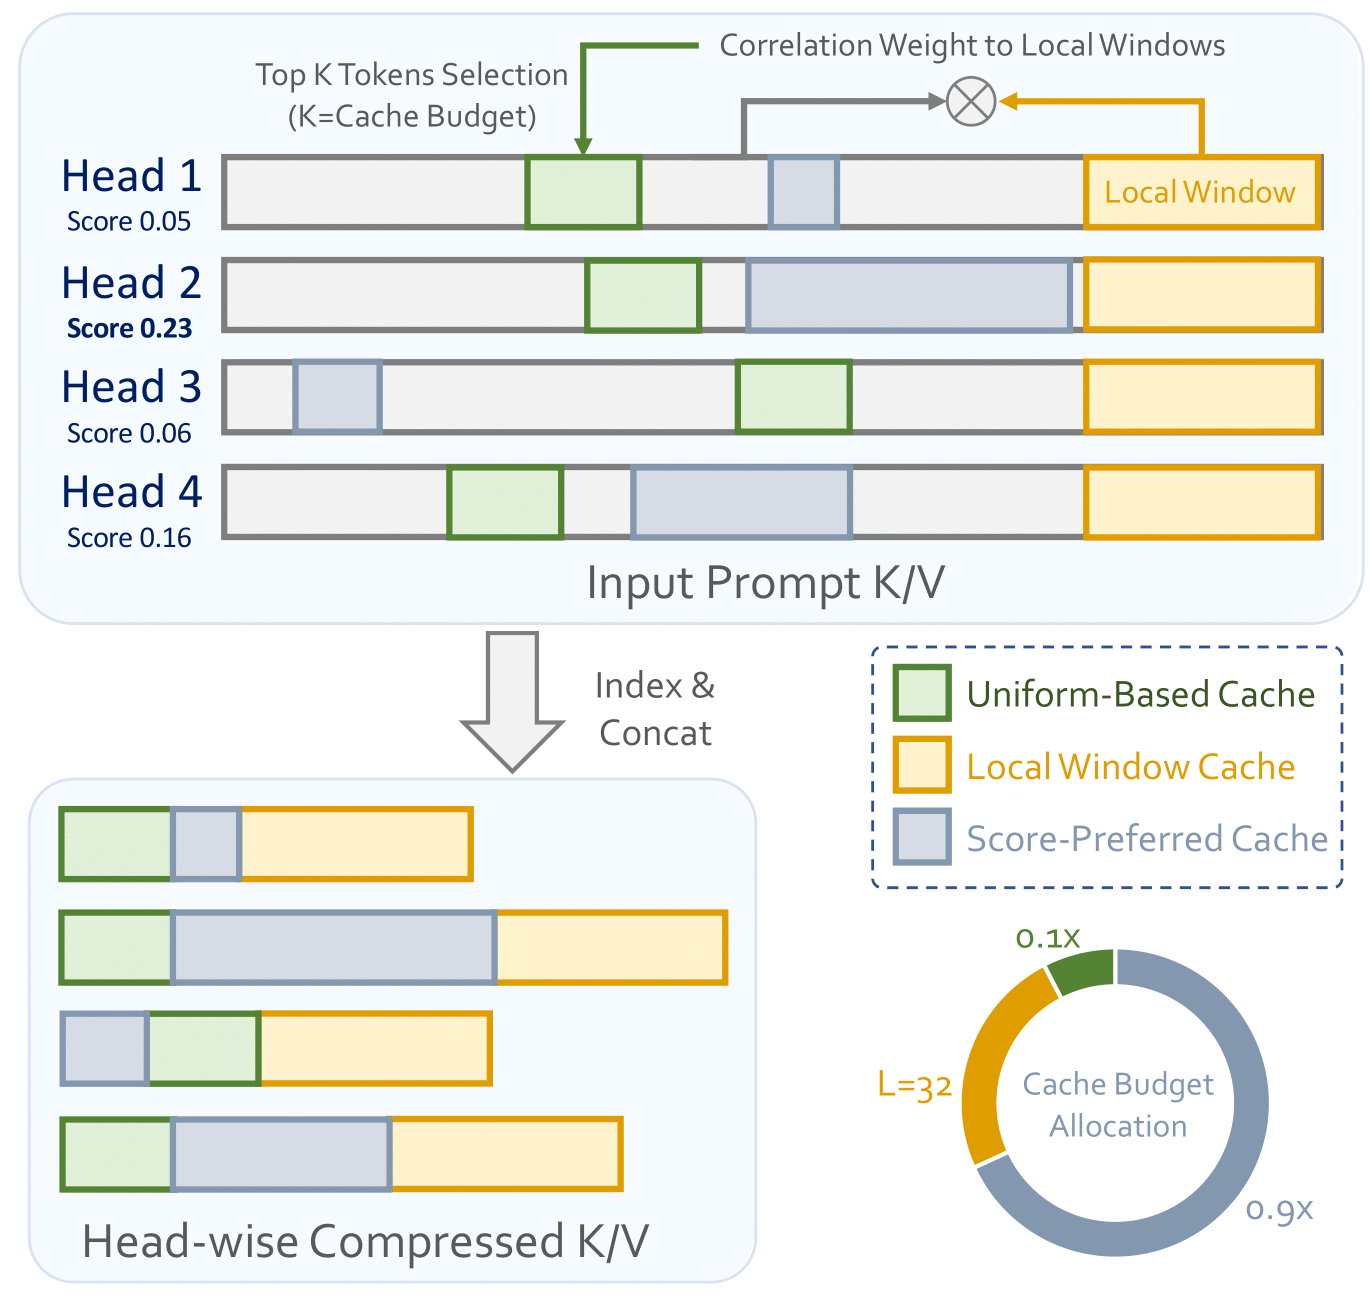 Correlation Weight to Local Windows
Top K Tokens Selection
(K=Cache Budget)
Head 1
Score 0.05
Local Window
Head 2
Score 0.23
Head 3
Score 0.06
Head 4
Score 0.16
Input Prompt K/V
Index &
Concat
Uniform-Based Cache
Local Window Cache
Score-Preferred Cache
Head-wise Compressed K/V
0.1x
L=32
Cache Budget
Allocation
0.9x